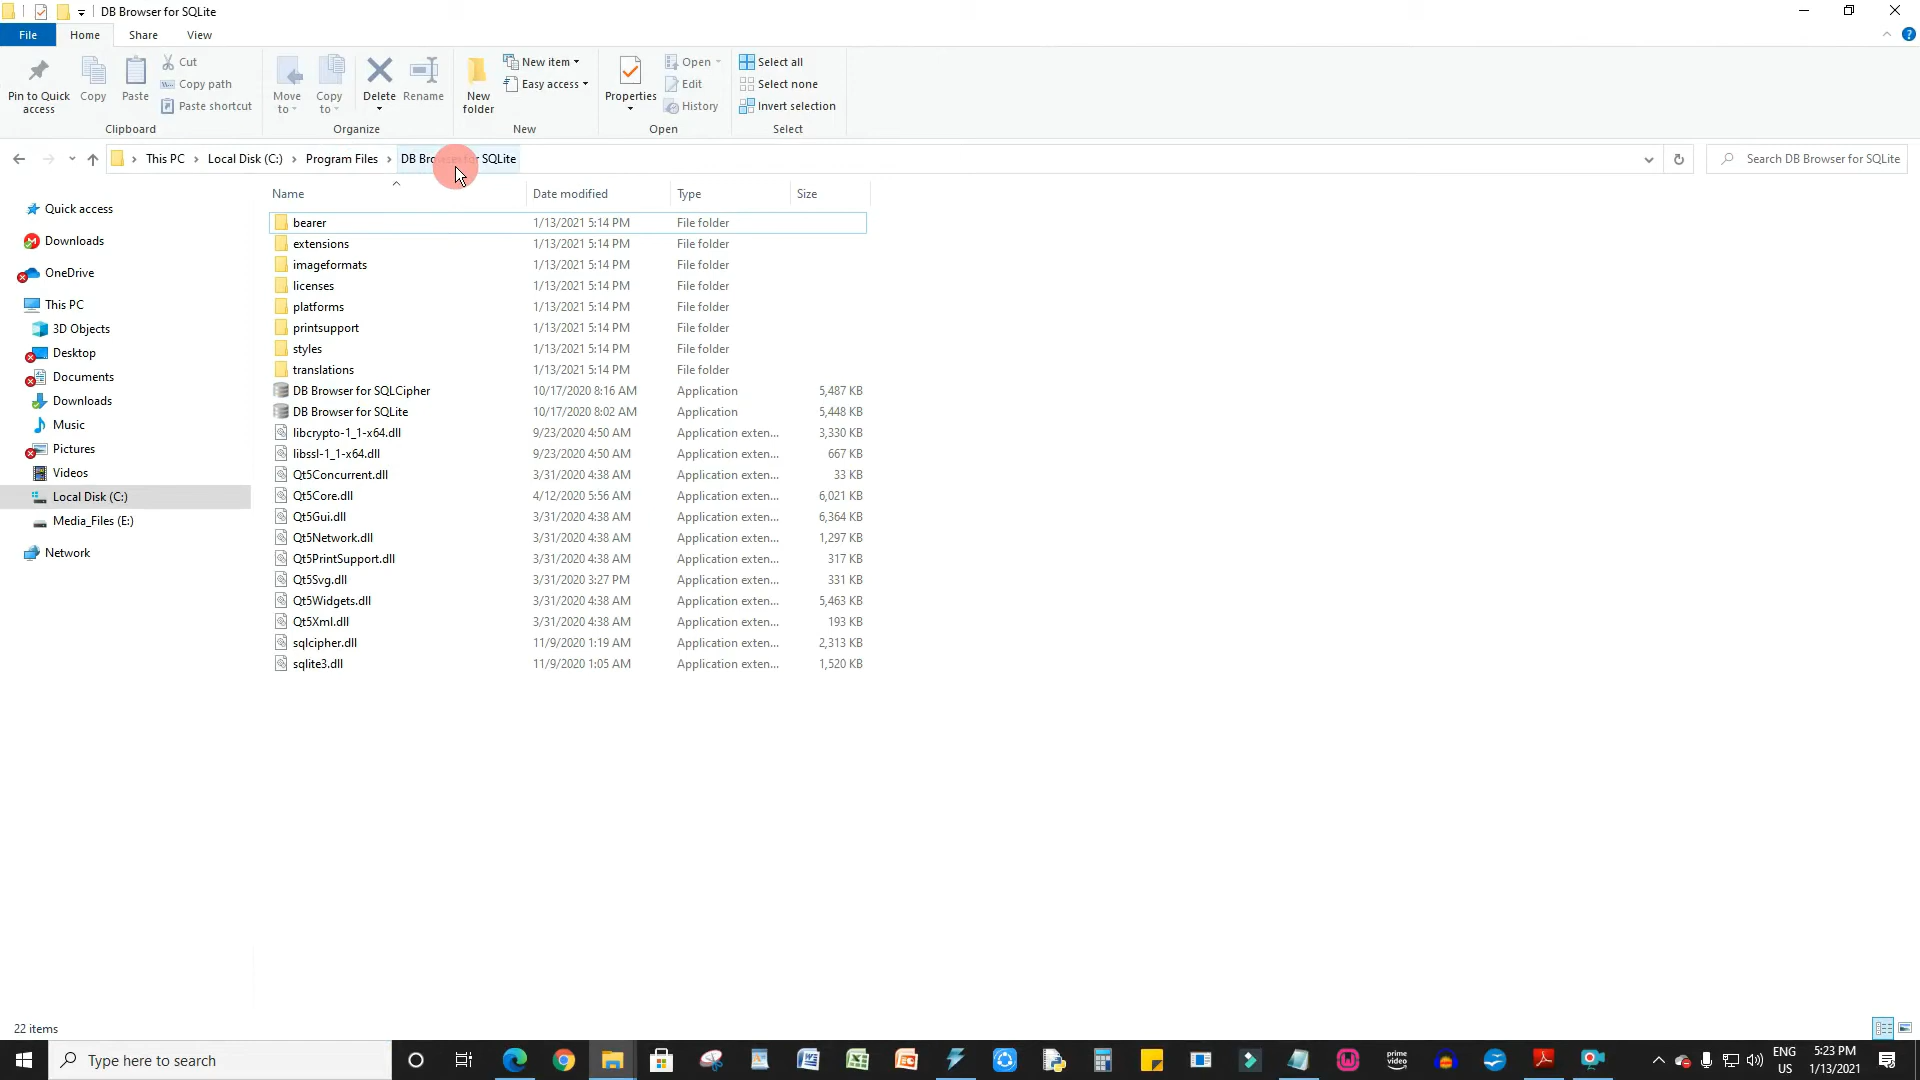 DB Browser for SQLite
File Home Share View
Pin to Quick access
Copy
Paste
Cut
Copy path
Paste shortcut
Clipboard
Move to
Copy to
Delete
Rename
Organize
New folder
New item
Easy access
New
Properties
Open
Edit
History
Open
Select all
Select none
Invert selection
Select
This PC > Local Disk (C:) > Program Files > DB Browser for SQLite
Search DB Browser for SQLite
Quick access
Downloads
OneDrive
This PC
3D Objects
Desktop
Documents
Downloads
Music
Pictures
Videos
Local Disk (C:)
Media_Files (E:)
Network
Name Date modified Type Size
bearer 1/13/2021 5:14 PM File folder
extensions 1/13/2021 5:14 PM File folder
imageformats 1/13/2021 5:14 PM File folder
licenses 1/13/2021 5:14 PM File folder
platforms 1/13/2021 5:14 PM File folder
printsupport 1/13/2021 5:14 PM File folder
styles 1/13/2021 5:14 PM File folder
translations 1/13/2021 5:14 PM File folder
DB Browser for SQLCipher 10/17/2020 8:16 AM Application 5,487 KB
DB Browser for SQLite 10/17/2020 8:02 AM Application 5,448 KB
libcrypto-1_1-x64.dll 9/23/2020 4:50 AM Application exten... 3,330 KB
libssl-1_1-x64.dll 9/23/2020 4:50 AM Application exten... 667 KB
Qt5Concurrent.dll 3/31/2020 4:38 AM Application exten... 33 KB
Qt5Core.dll 4/12/2020 5:56 AM Application exten... 6,021 KB
Qt5Gui.dll 3/31/2020 4:38 AM Application exten... 6,364 KB
Qt5Network.dll 3/31/2020 4:38 AM Application exten... 1,297 KB
Qt5PrintSupport.dll 3/31/2020 4:38 AM Application exten... 317 KB
Qt5Svg.dll 3/31/2020 3:27 PM Application exten... 331 KB
Qt5Widgets.dll 3/31/2020 4:38 AM Application exten... 5,463 KB
Qt5Xml.dll 3/31/2020 4:38 AM Application exten... 193 KB
sqlcipher.dll 11/9/2020 1:19 AM Application exten... 2,313 KB
sqlite3.dll 11/9/2020 1:05 AM Application exten... 1,520 KB
22 items
Type here to search
prime video
ENG
US
5:23 PM
1/13/2021